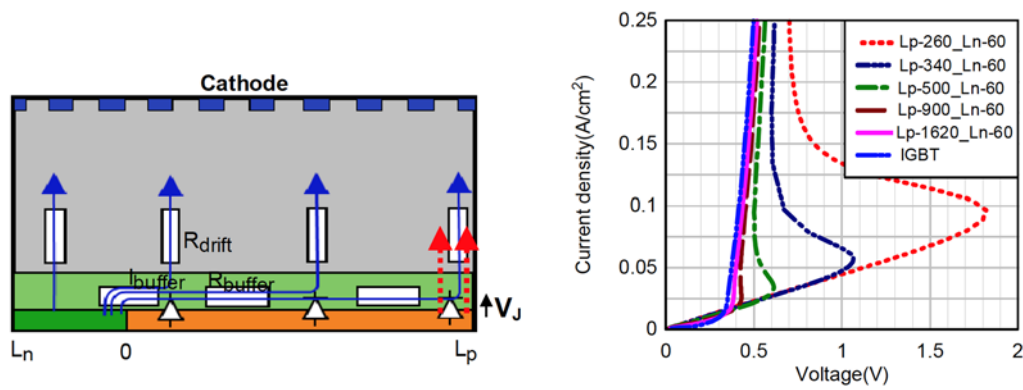 Cathode
R_drift
I_buffer
R_buffer
V_J
L_n
0
L_p
Current density(A/cm²)
0.25
0.2
0.15
0.1
0.05
0
0
0.5
1
1.5
2
Voltage(V)
Lp-260_Ln-60
Lp-340_Ln-60
Lp-500_Ln-60
Lp-900_Ln-60
Lp-1620_Ln-60
IGBT